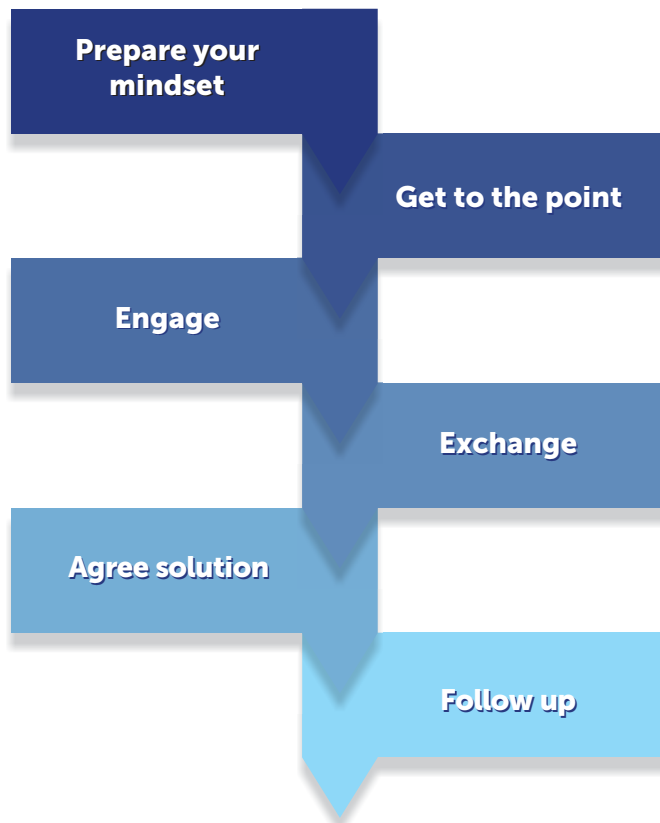 Prepare your
mindset
Get to the point
Engage
Exchange
Agree solution
Follow up